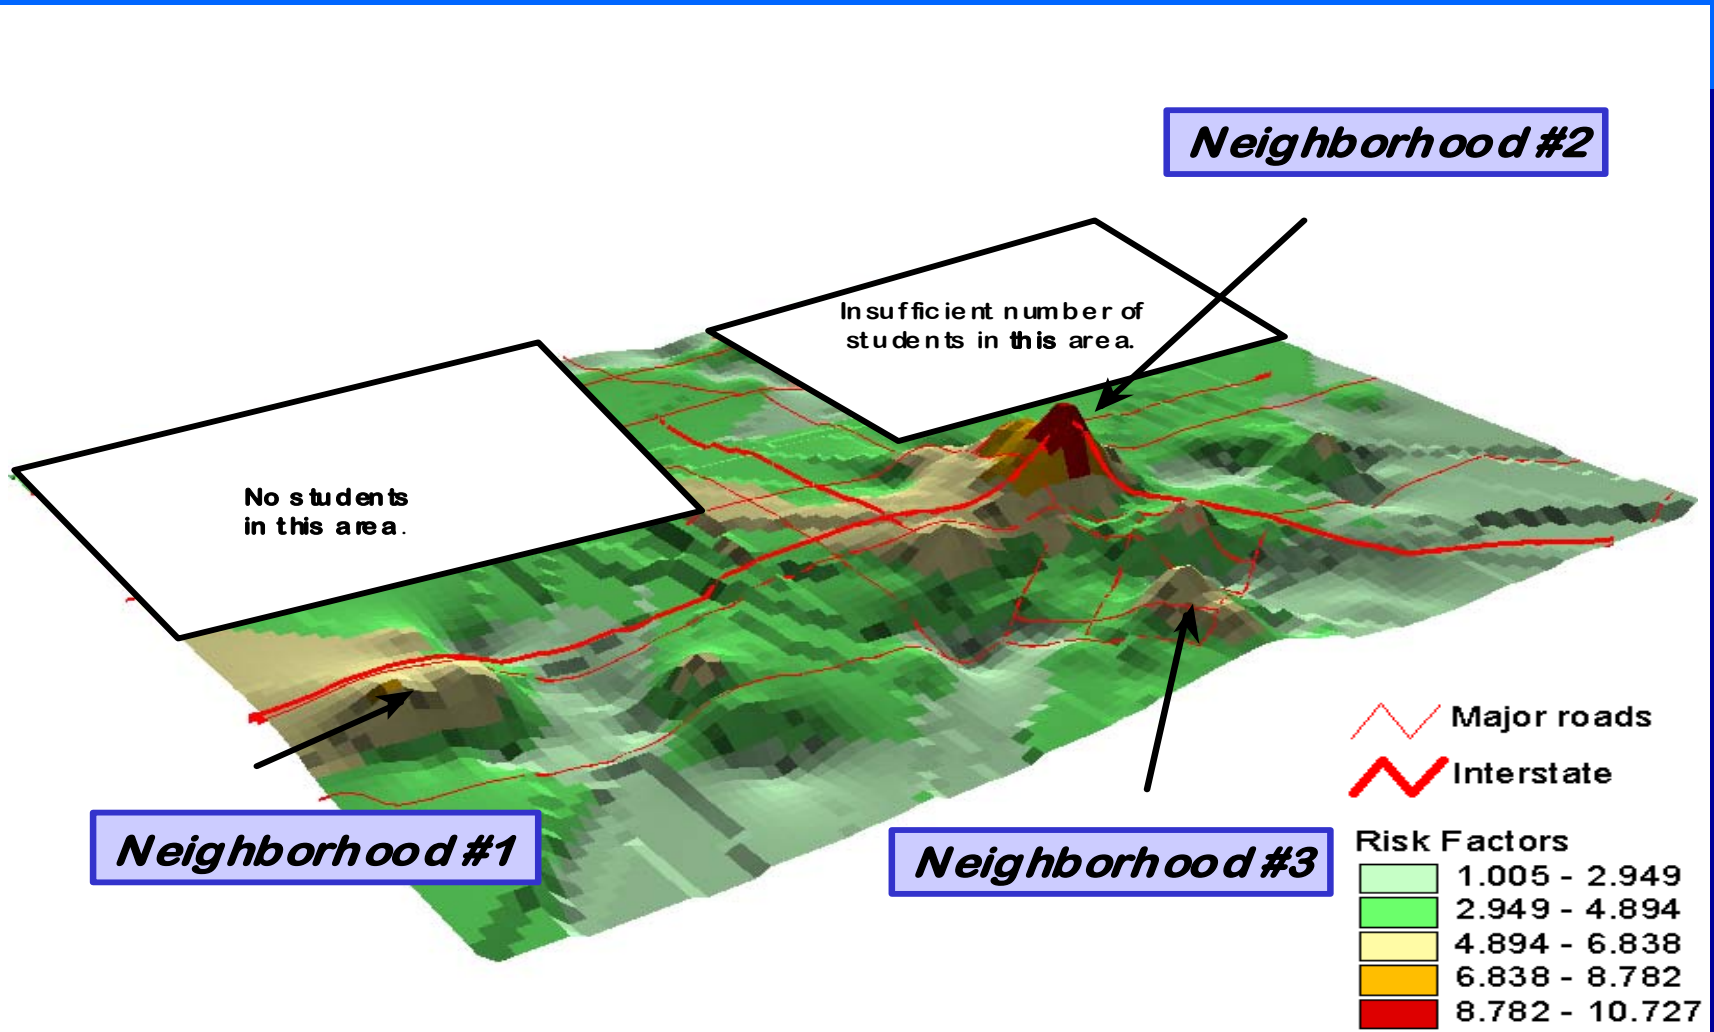 Neighborhood #2
Insufficient number of
students in this area.
No students
in this area.
Neighborhood #1
Neighborhood #3
Major roads
Interstate
Risk Factors
1.005 - 2.949
2.949 - 4.894
4.894 - 6.838
6.838 - 8.782
8.782 - 10.727